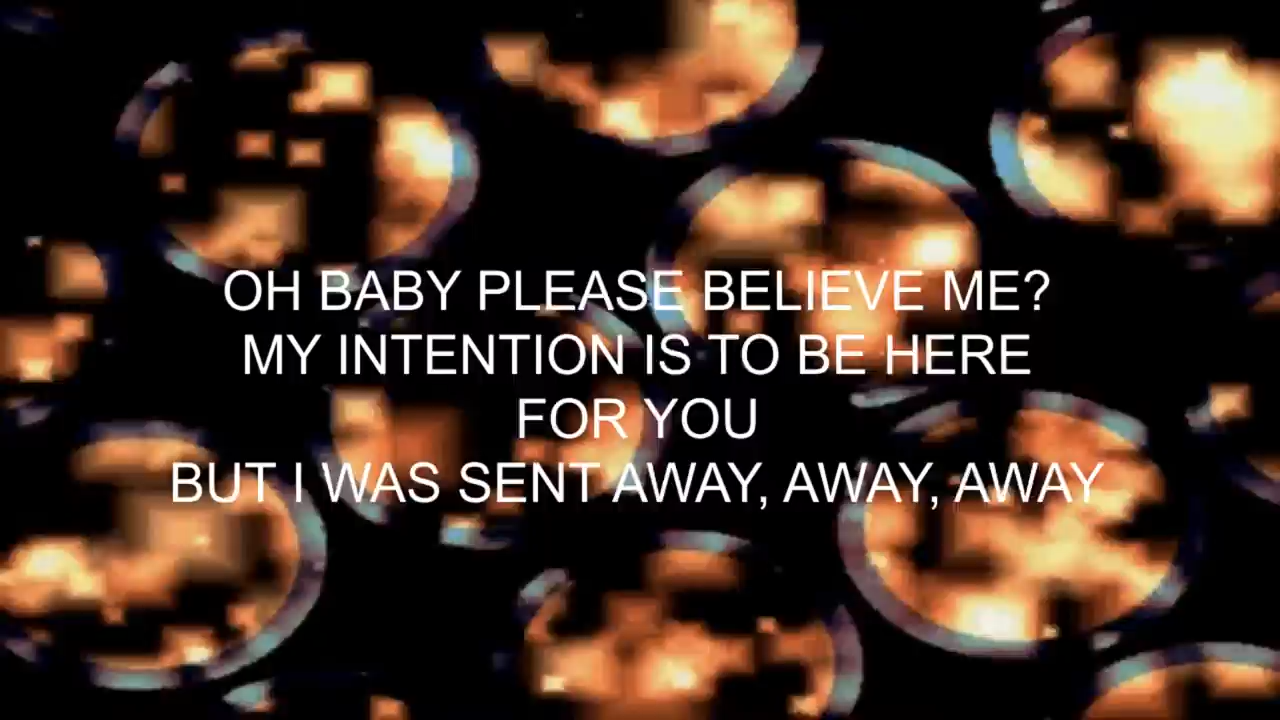 OH BABY PLEASE BELIEVE ME?
MY INTENTION IS TO BE HERE
FOR YOU
BUT I WAS SENT AWAY, AWAY, AWAY